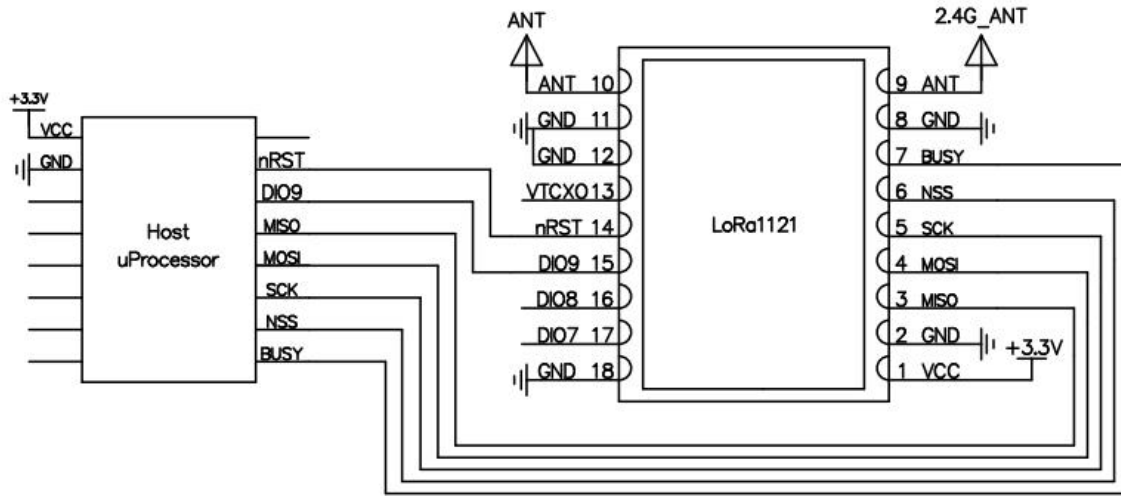 ANT
2.4G_ANT
+3.3V
VCC
GND
nRST
DIO9
MISO
MOSI
SCK
NSS
BUSY
Host
uProcessor
ANT 10
GND 11
GND 12
VTCXO 13
nRST 14
DIO9 15
DIO8 16
DIO7 17
GND 18
LoRa1121
9 ANT
8 GND
7 BUSY
6 NSS
5 SCK
4 MOSI
3 MISO
2 GND
+3.3V
1 VCC